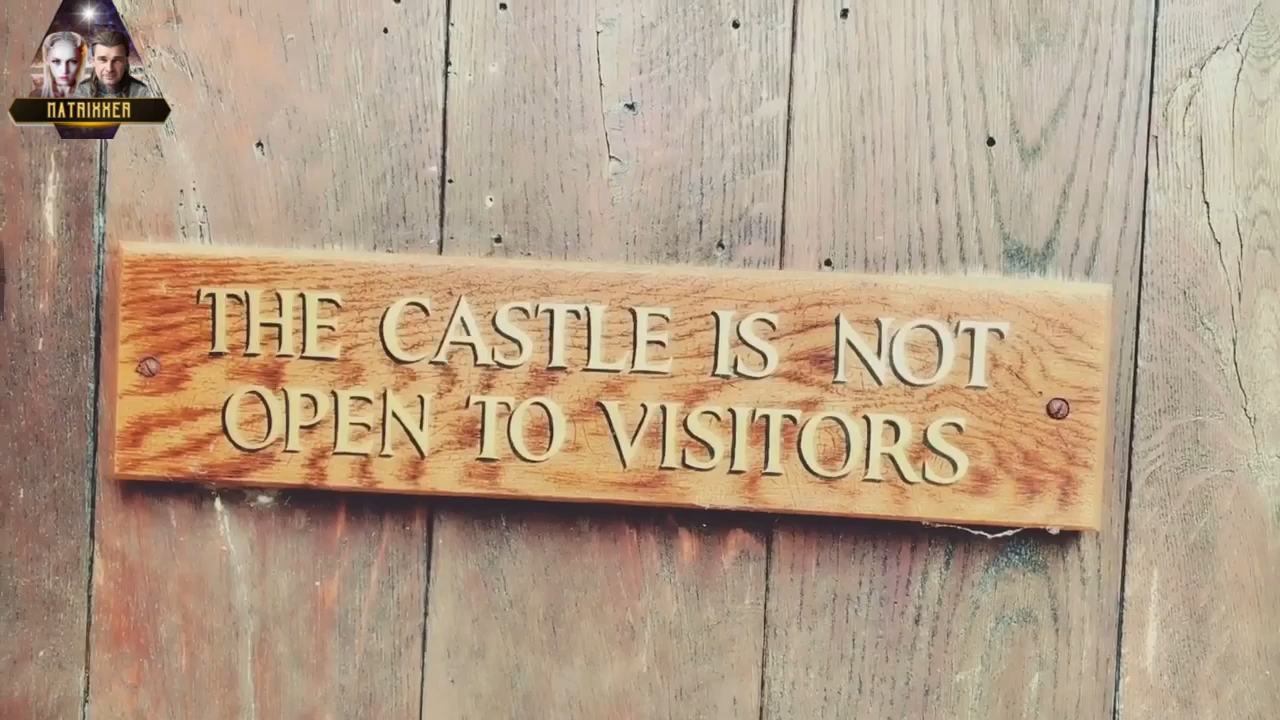 NATRIXXER
THE CASTLE IS NOT
OPEN TO VISITORS